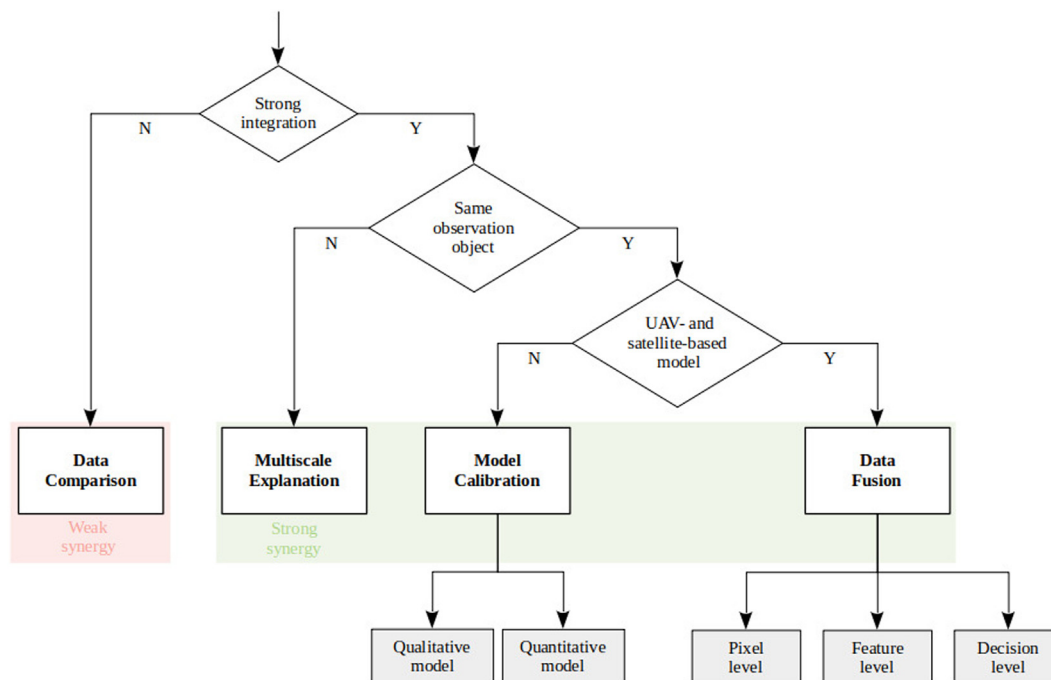 Strong
integration
N
Y
Same
observation
object
N
Y
UAV- and
satellite-based
model
N
Y
Data
Comparison
Multiscale
Explanation
Model
Calibration
Data
Fusion
Weak
synergy
Strong
synergy
Qualitative
model
Quantitative
model
Pixel
level
Feature
level
Decision
level